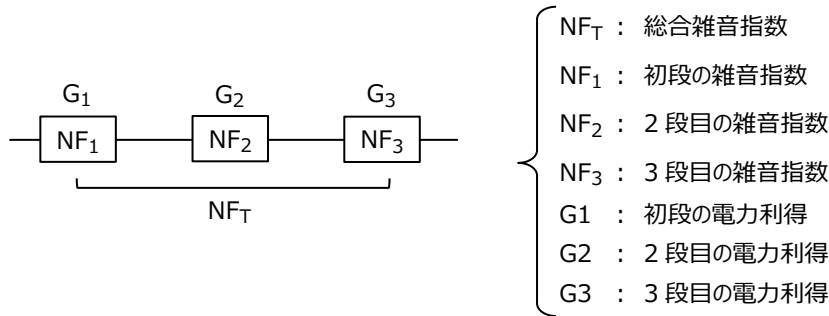 G₁ G₂ G₃
NF₁ NF₂ NF₃
NF_T
NF_T : 総合雑音指数
NF₁ : 初段の雑音指数
NF₂ : 2 段目の雑音指数
NF₃ : 3 段目の雑音指数
G1 : 初段の電力利得
G2 : 2 段目の電力利得
G3 : 3 段目の電力利得